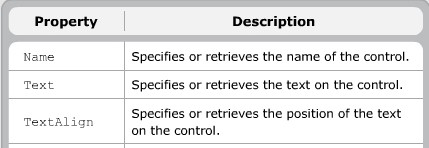 Property Description
Name Specifies or retrieves the name of the control.
Text Specifies or retrieves the text on the control.
TextAlign Specifies or retrieves the position of the text
on the control.